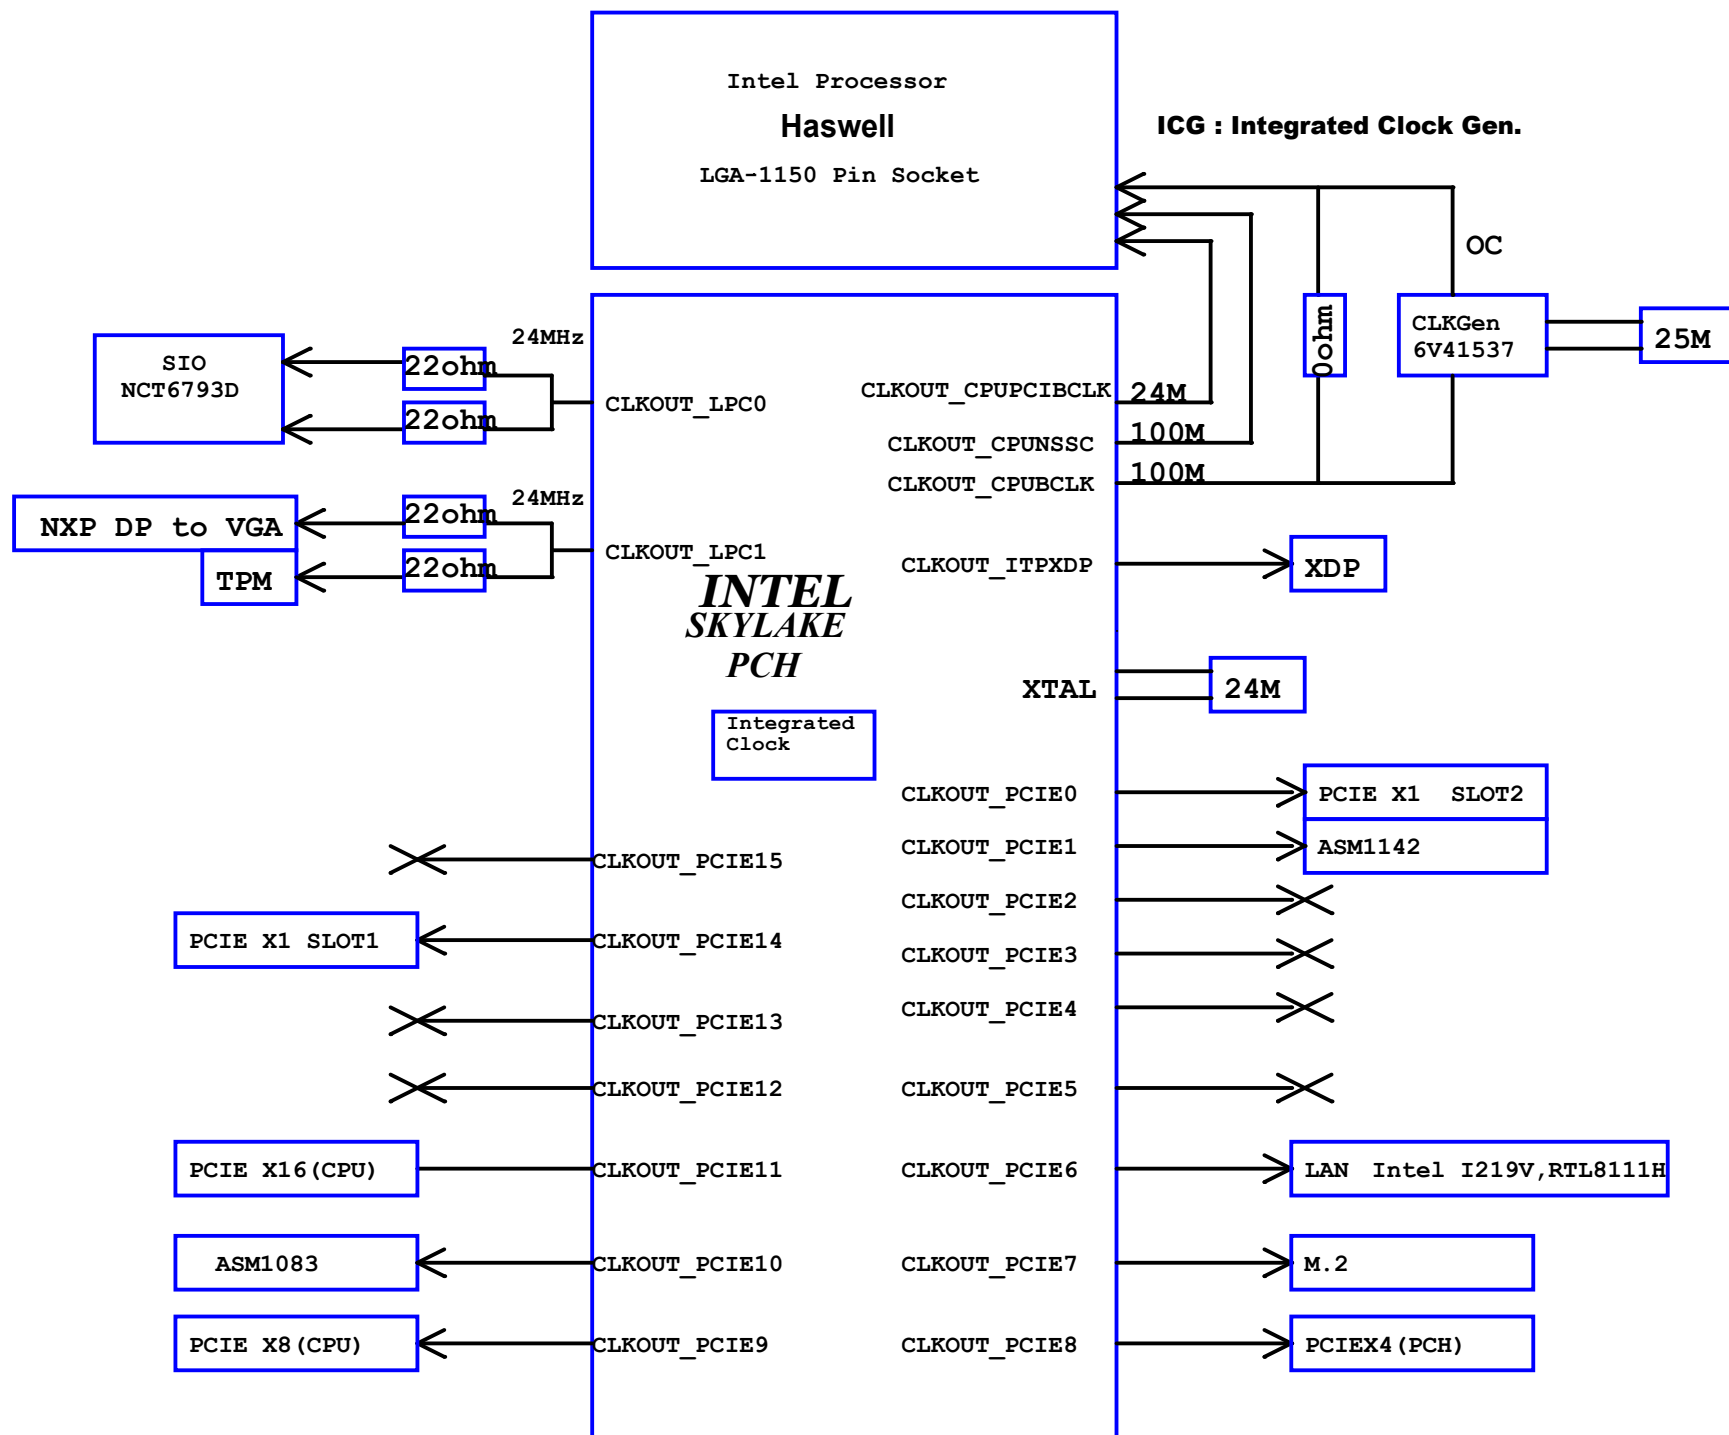 Intel Processor
Haswell
LGA-1150 Pin Socket
ICG : Integrated Clock Gen.
OC
0ohm
CLKGen
6V41537
25M
SIO
NCT6793D
22ohm
22ohm
24MHz
CLKOUT_LPC0
CLKOUT_CPUPCIBCLK
24M
CLKOUT_CPUNSSC
100M
CLKOUT_CPUBCLK
100M
NXP DP to VGA
TPM
22ohm
22ohm
24MHz
CLKOUT_LPC1
CLKOUT_ITPXDP
XDP
INTEL
SKYLAKE
PCH
XTAL
24M
Integrated
Clock
CLKOUT_PCIE0
PCIE X1 SLOT2
CLKOUT_PCIE1
ASM1142
CLKOUT_PCIE2
CLKOUT_PCIE3
CLKOUT_PCIE4
CLKOUT_PCIE5
CLKOUT_PCIE6
LAN Intel I219V,RTL8111H
CLKOUT_PCIE7
M.2
CLKOUT_PCIE8
PCIEX4(PCH)
CLKOUT_PCIE15
PCIE X1 SLOT1
CLKOUT_PCIE14
CLKOUT_PCIE13
CLKOUT_PCIE12
PCIE X16(CPU)
CLKOUT_PCIE11
ASM1083
CLKOUT_PCIE10
PCIE X8(CPU)
CLKOUT_PCIE9